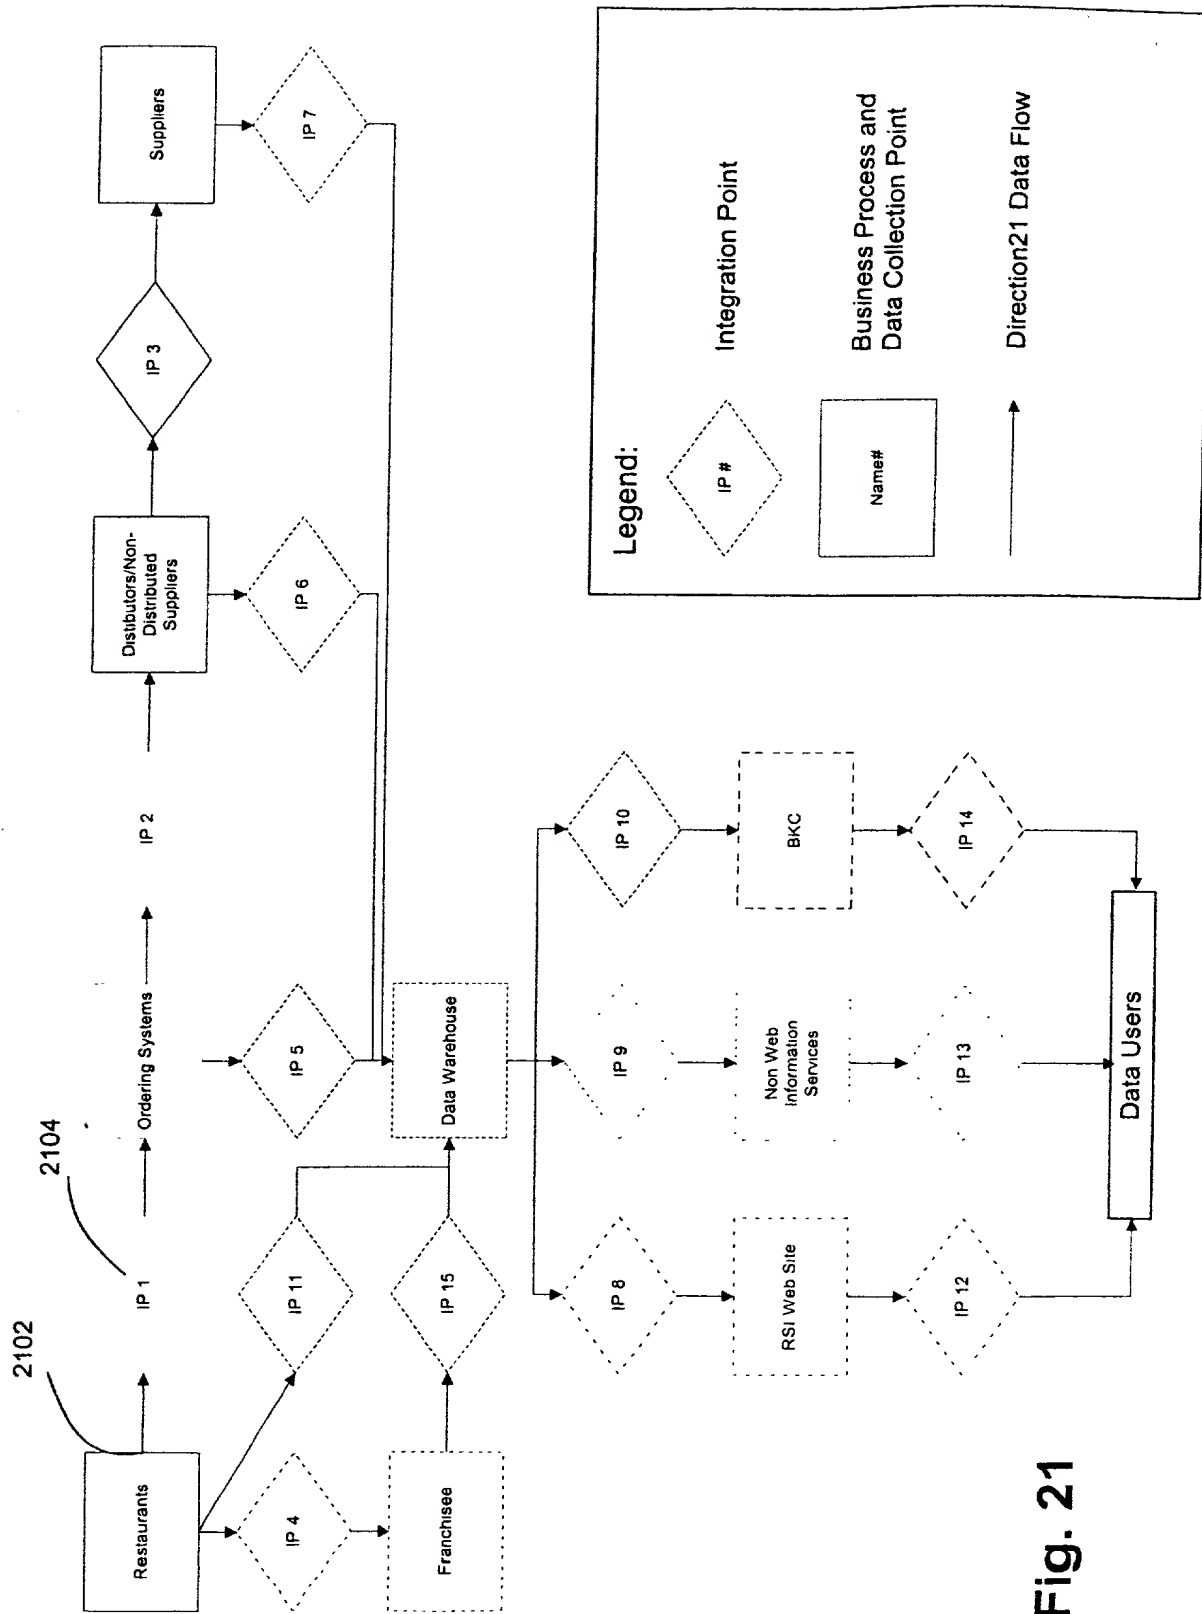 2102
2104
Restaurants
IP 1
Ordering Systems
IP 2
Distibutors/Non-
Distributed
Suppliers
IP 3
Suppliers
IP 4
IP 11
IP 5
IP 6
IP 7
Franchisee
IP 15
Data Warehouse
IP 8
IP 9
IP 10
RSI Web Site
Non Web
Information
Services
BKC
IP 12
IP 13
IP 14
Data Users
Legend:
IP #
Integration Point
Name#
Business Process and
Data Collection Point
Direction21 Data Flow
Fig. 21